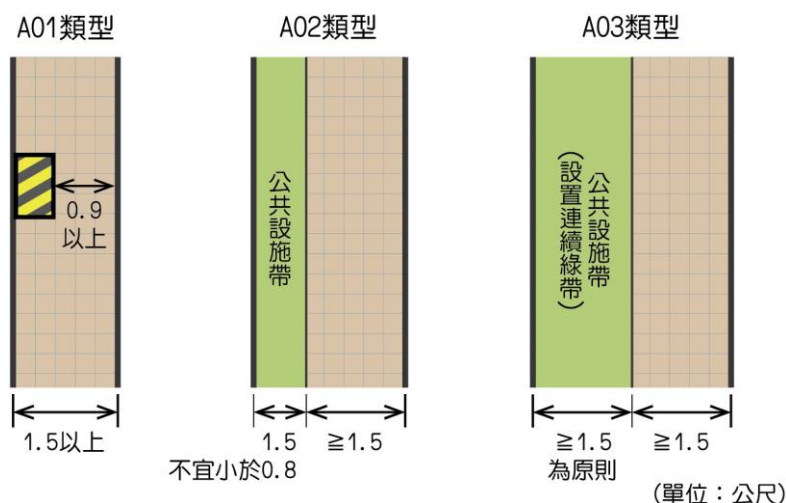 A01類型
A02類型
A03類型
0.9
以上
公共設施帶
公共設施帶
(設置連續綠帶)
1.5以上
1.5
≧1.5
不宜小於0.8
≧1.5
為原則
≧1.5
(單位:公尺)